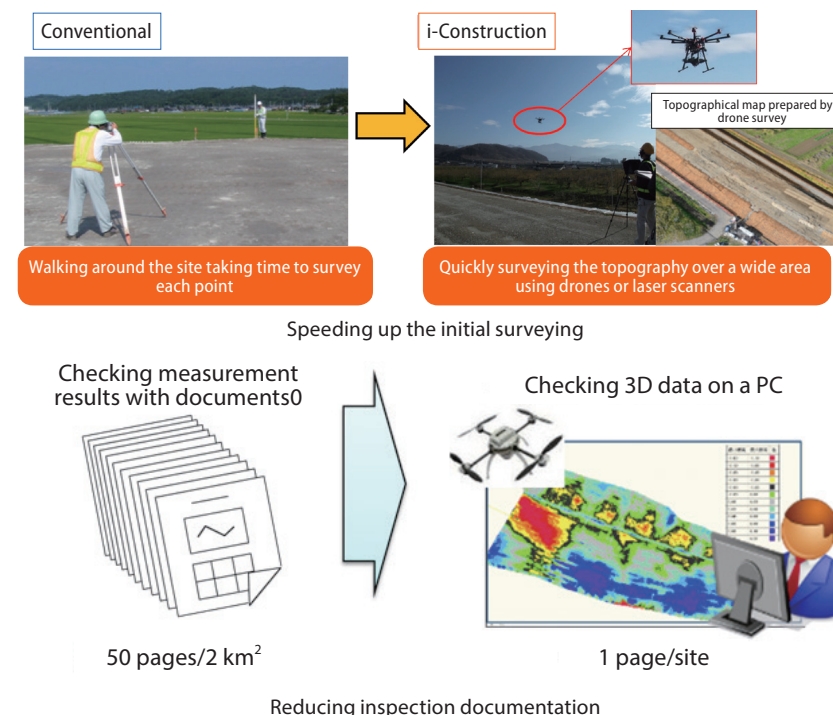 Conventional
i-Construction
Topographical map prepared by
drone survey
Walking around the site taking time to survey
each point
Quickly surveying the topography over a wide area
using drones or laser scanners
Speeding up the initial surveying
Checking measurement
results with documents0
Checking 3D data on a PC
50 pages/2 km²
1 page/site
Reducing inspection documentation